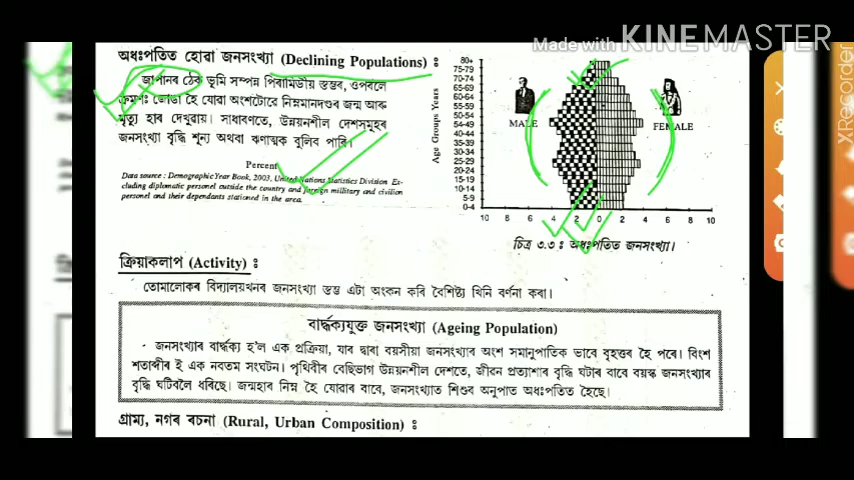 Made with KINEMASTER
অধঃপতিত হোৱা জনসংখ্যা (Declining Populations) ঃ
জাপানৰ ঠেক ভূমি সম্পন্ন পিৰামিডীয় স্তম্ভৰ, ওপৰলৈ
ক্ৰমশঃ জোঙা হৈ যোৱা অংশটোৱে নিম্নমানদণ্ডৰ জন্ম আৰু
মৃত্যু হাৰ দেখুৱায়। সাধাৰণতে, উন্নয়নশীল দেশসমূহৰ
জনসংখ্যা বৃদ্ধি শূন্য অথবা ঋণাত্মক বুলিব পাৰি।
Percent
Data source : DemographicYear Book, 2003, United Nations Statistics Division Ex-
cluding diplomatic personel outside the country and foreign military and civilian
personel and their dependants stationed in the area.
Age Groups Years
80+
75-79
70-74
65-69
60-64
55-59
50-54
54-49
40-44
35-39
30-34
25-29
20-24
15-19
10-14
5-9
0-4
MALE
FEMALE
10 8 6 4 2 0 2 4 6 8 10
চিত্ৰ ৩.৩ ঃ অধঃপতিত জনসংখ্যা।
ক্ৰিয়াকলাপ (Activity) ঃ
তোমালোকৰ বিদ্যালয়খনৰ জনসংখ্যা স্তম্ভ এটা অংকন কৰি বৈশিষ্ট্য খিনি বৰ্ণনা কৰা।
বাৰ্দ্ধক্যযুক্ত জনসংখ্যা (Ageing Population)
জনসংখ্যাৰ বাৰ্দ্ধক্য হ'ল এক প্ৰক্ৰিয়া, যাৰ দ্বাৰা বয়সীয়া জনসংখ্যাৰ অংশ সমানুপাতিক ভাবে বৃহত্তৰ হৈ পৰে। বিংশ
শতাব্দীৰ ই এক নবতম সংঘটন। পৃথিৱীৰ বেছিভাগ উন্নয়নশীল দেশতে, জীৱন প্ৰত্যাশাৰ বৃদ্ধি ঘটাৰ বাবে বয়স্ক জনসংখ্যাৰ
বৃদ্ধি ঘটিবলৈ ধৰিছে। জন্মহাৰ নিম্ন হৈ যোৱাৰ বাবে, জনসংখ্যাত শিশুৰ অনুপাত অধঃপতিত হৈছে।
গ্ৰাম্য, নগৰ ৰচনা (Rural, Urban Composition) ঃ
XRecorder